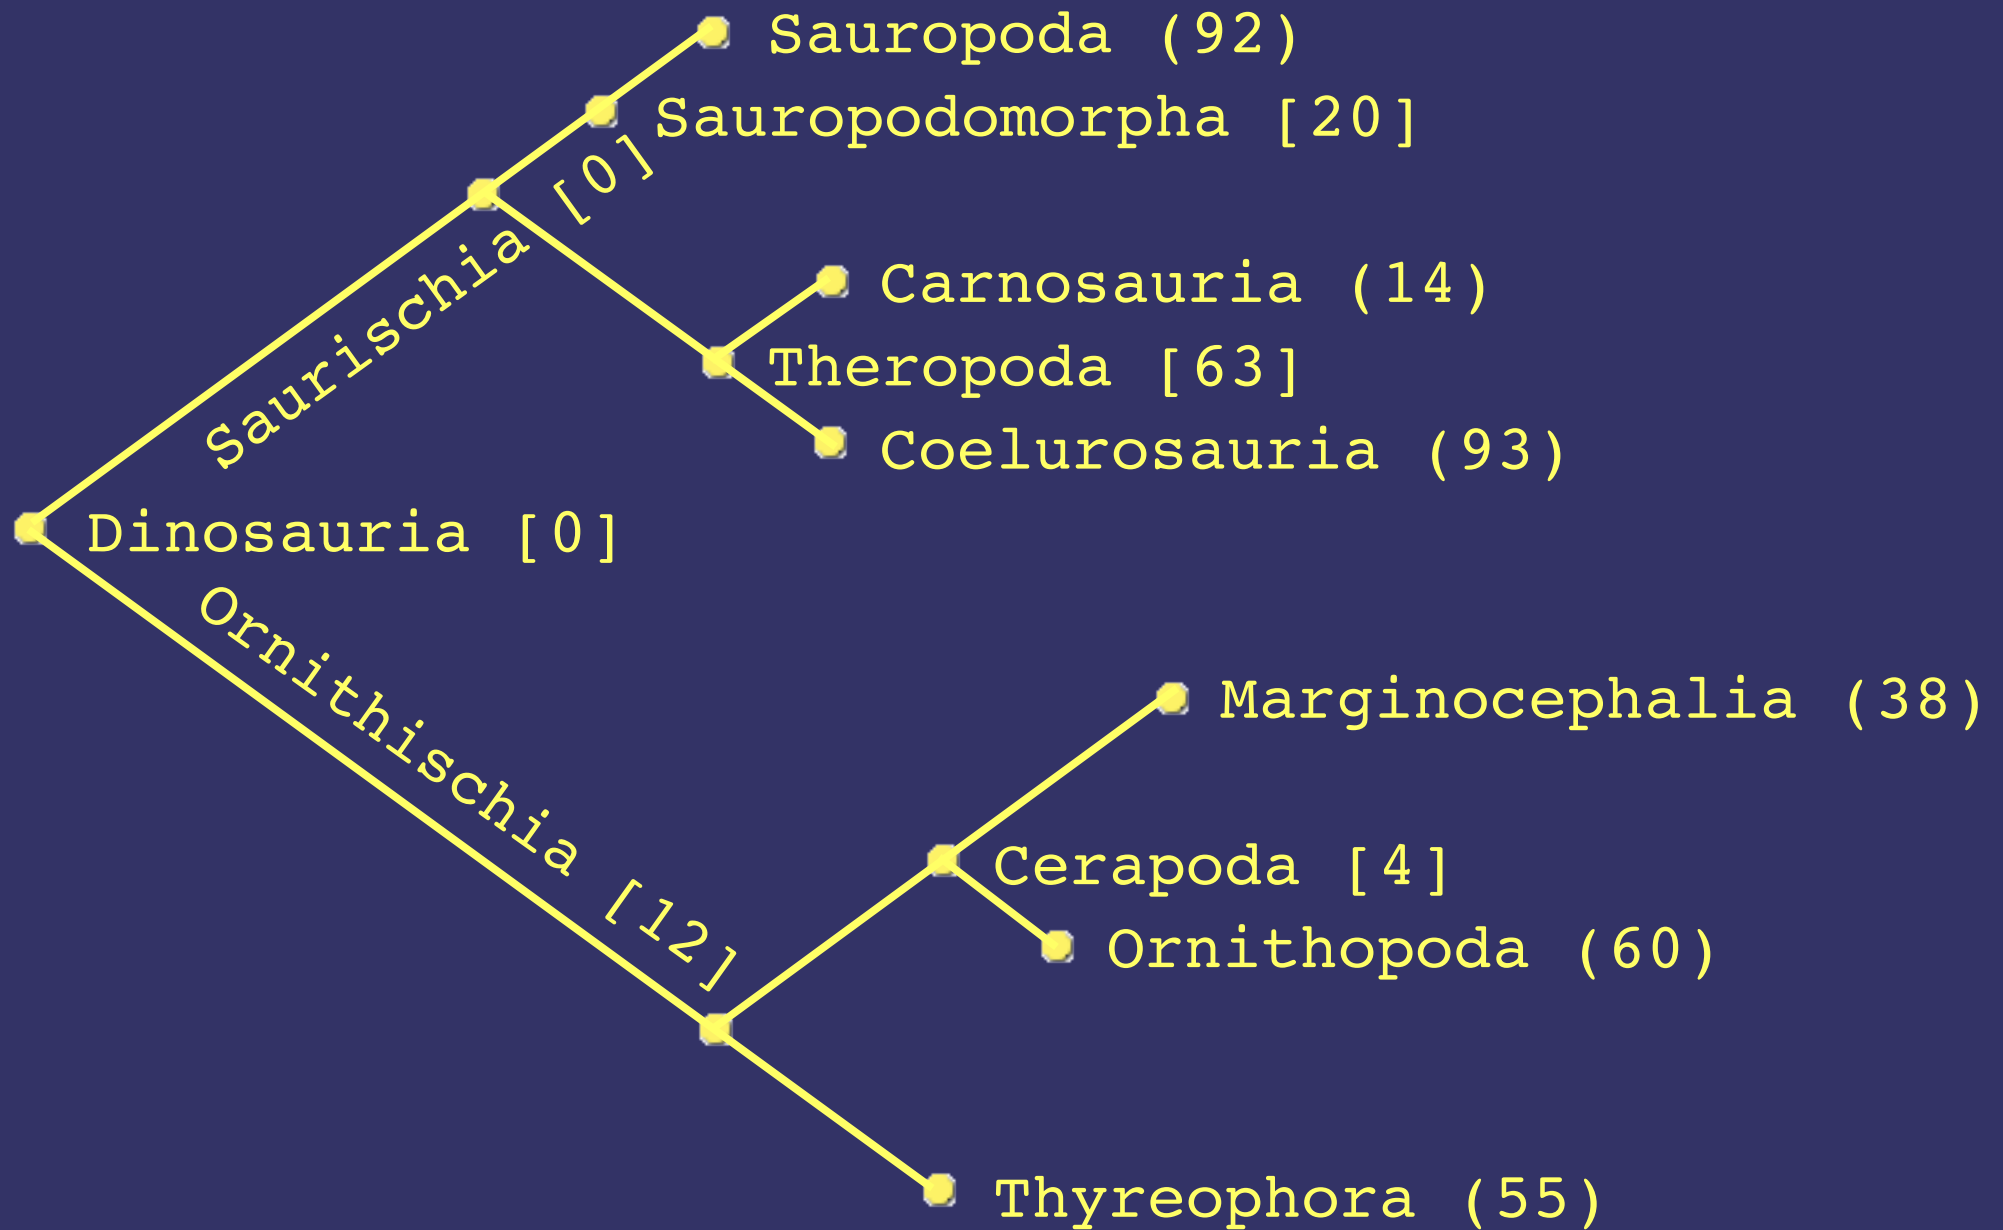 Sauropoda (92)
Sauropodomorpha [20]
Saurischia [0]
Carnosauria (14)
Theropoda [63]
Coelurosauria (93)
Dinosauria [0]
Ornithischia [12]
Marginocephalia (38)
Cerapoda [4]
Ornithopoda (60)
Thyreophora (55)